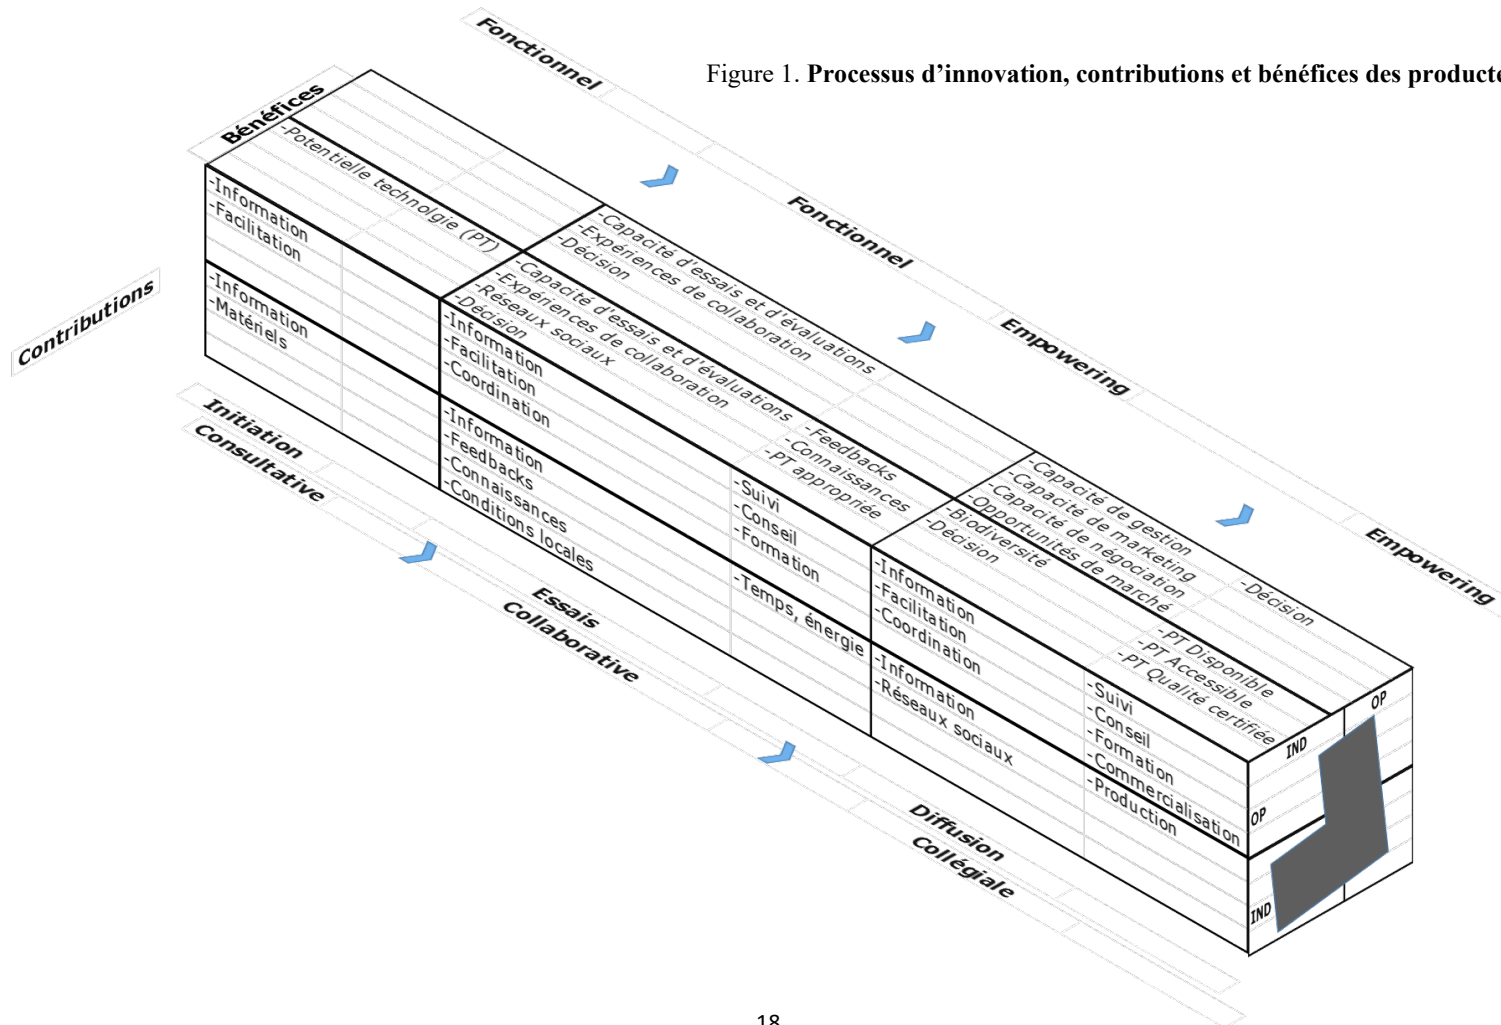 Figure 1. Processus d’innovation, contributions et bénéfices des producte
Fonctionnel
Fonctionnel
Empowering
Empowering
Bénéfices
-Potentielle technolgie (PT)
-Capacité d'essais et d'évaluations
-Expériences de collaboration
-Décision
-Capacité d'essais et d'évaluations
-Expériences de collaboration
-Réseaux sociaux
-Décision
-Feedbacks
-Connaissances
-PT appropriée
-Capacité de gestion
-Capacité de marketing
-Capacité de négociation
-Opportunités de marché
-Décision
-Biodiversité
-Décision
-PT Disponible
-PT Accessible
-PT Qualité certifiée
Contributions
-Information
-Facilitation
-Information
-Matériels
-Information
-Facilitation
-Coordination
-Suivi
-Conseil
-Formation
-Information
-Feedbacks
-Connaissances
-Conditions locales
-Temps, énergie
-Information
-Facilitation
-Coordination
-Suivi
-Conseil
-Formation
-Commercialisation
-Information
-Réseaux sociaux
-Production
IND
OP
OP
IND
Initiation
Consultative
Essais
Collaborative
Diffusion
Collégiale
18